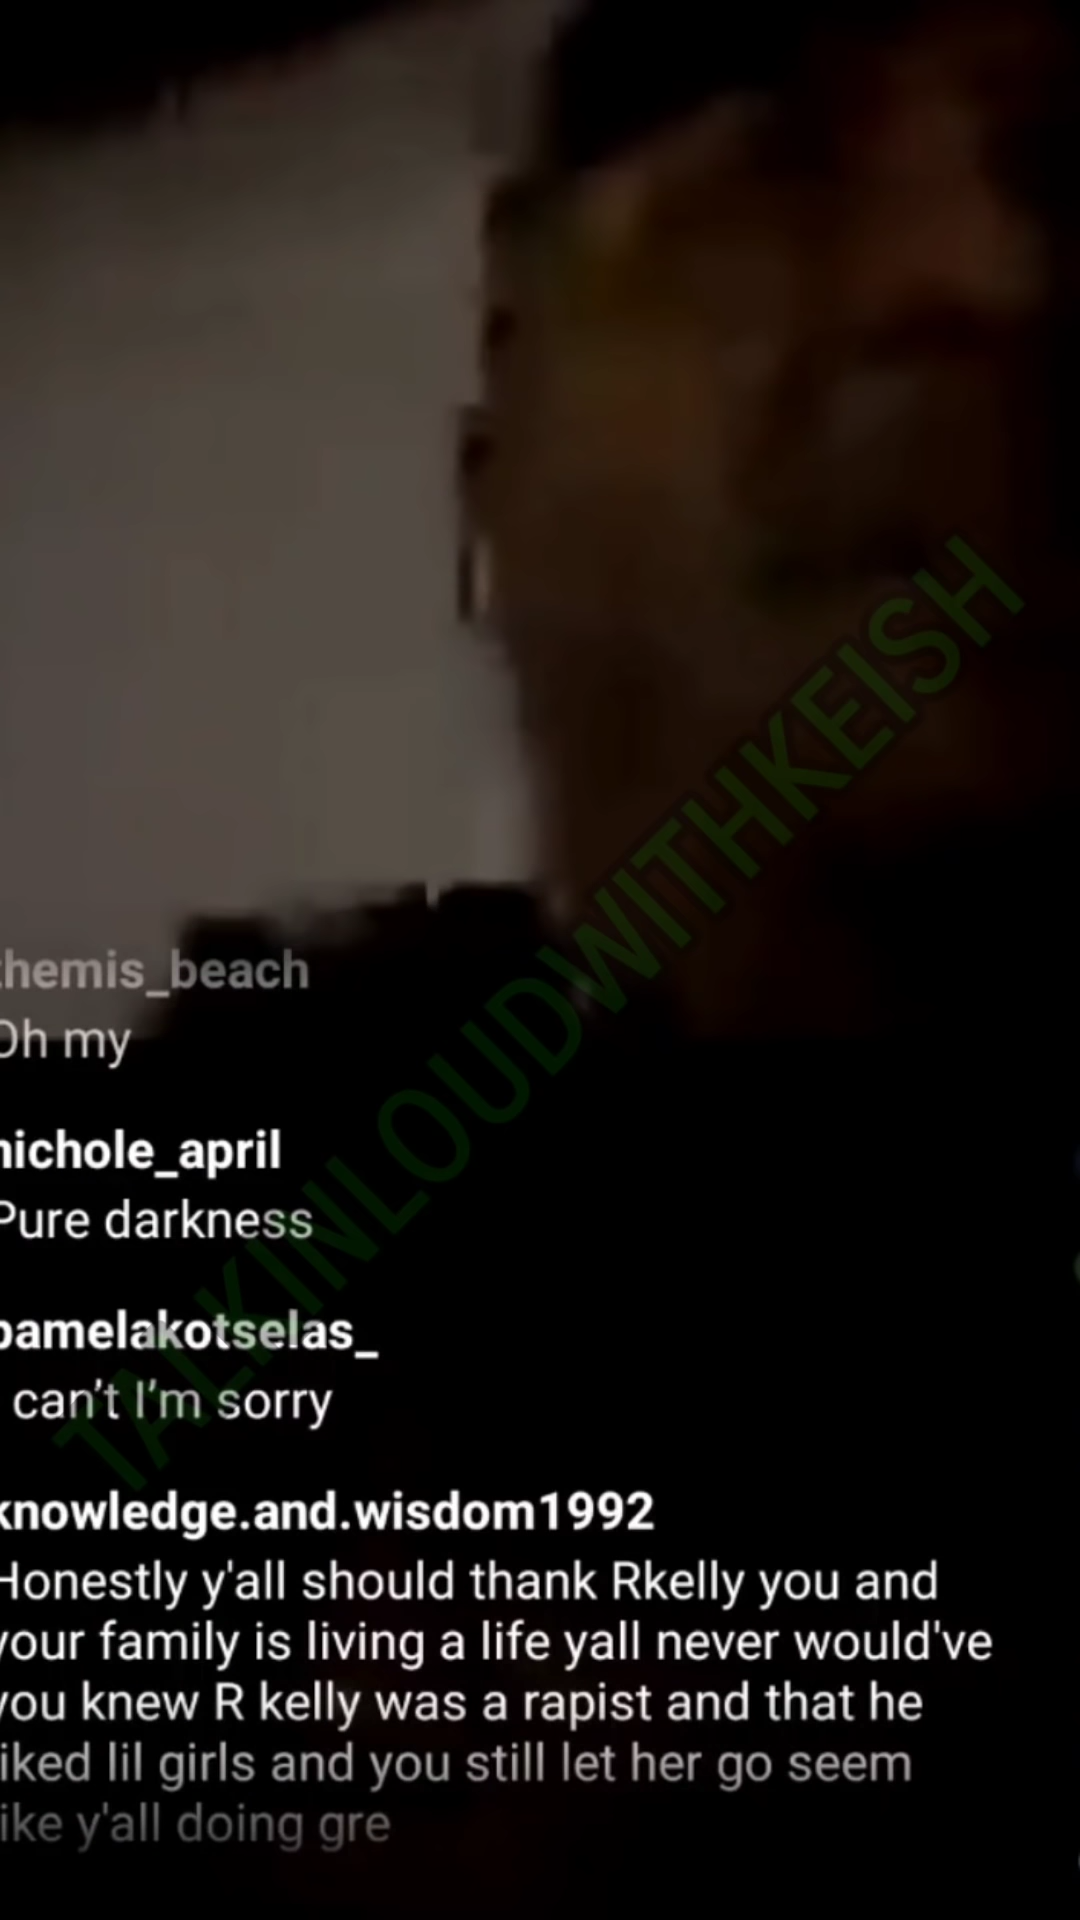 themis_beach
Oh my
nichole_april
Pure darkness
pamelakotselas_
can't I'm sorry
knowledge.and.wisdom1992
Honestly y'all should thank Rkelly you and
your family is living a life yall never would've
you knew R kelly was a rapist and that he
liked lil girls and you still let her go seem
like y'all doing gre
TALKINLOUDWITHKEISH